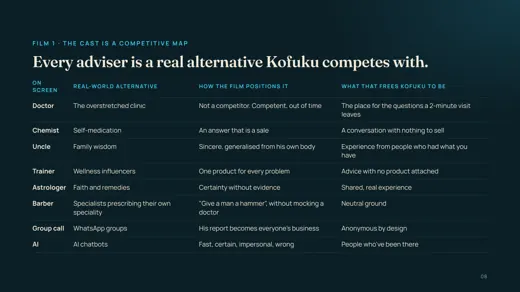 FILM 1 · THE CAST IS A COMPETITIVE MAP
Every adviser is a real alternative Kofuku competes with.
ON SCREEN REAL-WORLD ALTERNATIVE HOW THE FILM POSITIONS IT WHAT THAT FREES KOFUKU TO BE
Doctor The overstretched clinic Not a competitor. Competent, out of time The place for the questions a 2-minute visit leaves
Chemist Self-medication An answer that is a sale A conversation with nothing to sell
Uncle Family wisdom Sincere, generalised from his own body Experience from people who had what you have
Trainer Wellness influencers One product for every problem Advice with no product attached
Astrologer Faith and remedies Certainty without evidence Shared, real experience
Barber Specialists prescribing their own speciality "Give a man a hammer", without mocking a doctor Neutral ground
Group call WhatsApp groups His report becomes everyone's business Anonymous by design
AI AI chatbots Fast, certain, impersonal, wrong People who've been there